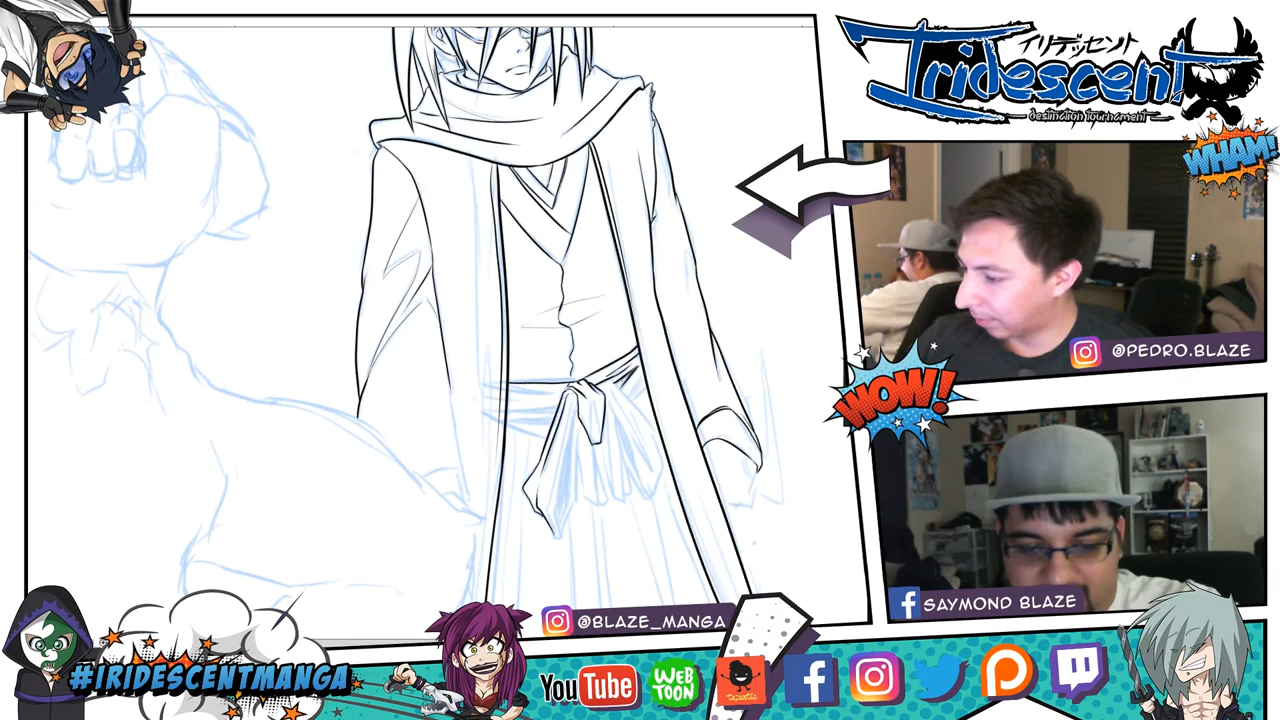 イリデッセント
Iridescent
destination tournament
WHAM!
@PEDRO.BLAZE
WOW!
SAYMOND BLAZE
@BLAZE_MANGA
#IRIDESCENTMANGA
YouTube
WEB
TOON
tapastic